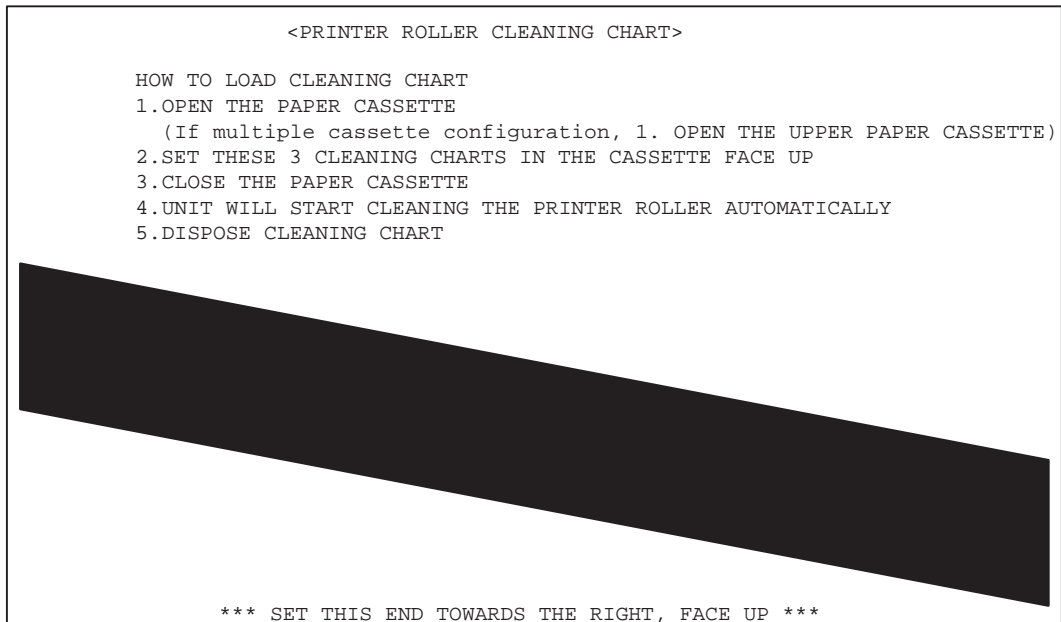 <PRINTER ROLLER CLEANING CHART>
HOW TO LOAD CLEANING CHART
1.OPEN THE PAPER CASSETTE
(If multiple cassette configuration, 1. OPEN THE UPPER PAPER CASSETTE)
2.SET THESE 3 CLEANING CHARTS IN THE CASSETTE FACE UP
3.CLOSE THE PAPER CASSETTE
4.UNIT WILL START CLEANING THE PRINTER ROLLER AUTOMATICALLY
5.DISPOSE CLEANING CHART
*** SET THIS END TOWARDS THE RIGHT, FACE UP ***